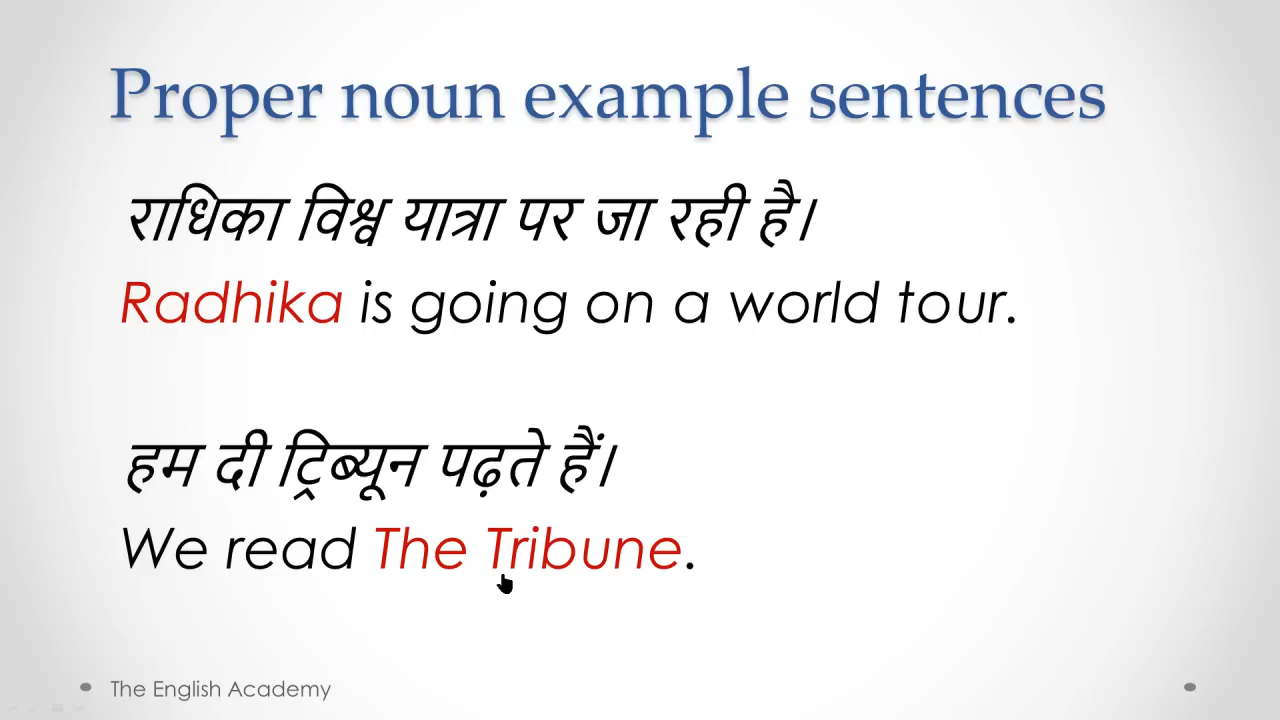 Proper noun example sentences
राधिका विश्व यात्रा पर जा रही है।
Radhika is going on a world tour.
हम दी ट्रिब्यून पढ़ते हैं।
We read The Tribune.
The English Academy